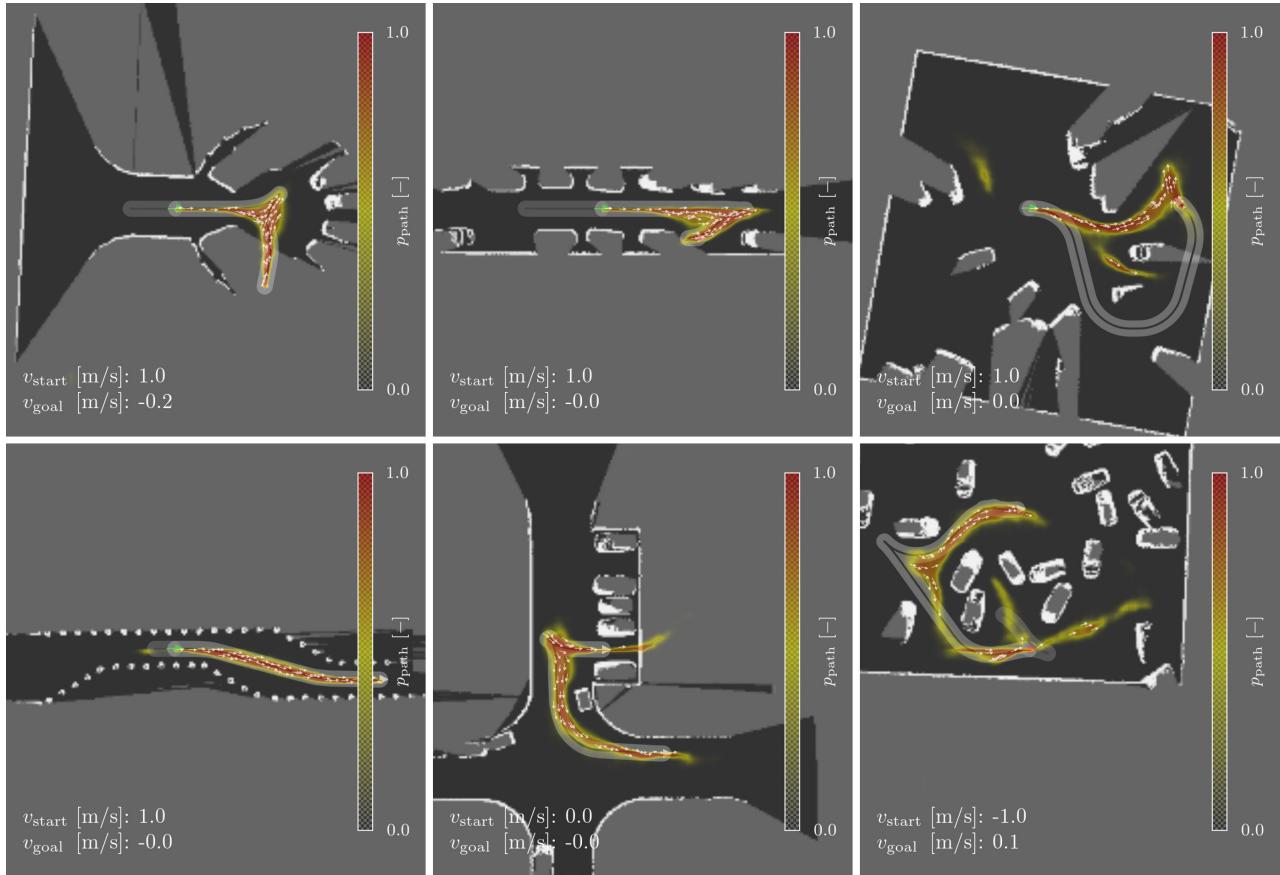 1.0
p_path [−]
0.0
v_start [m/s]: 1.0
v_goal [m/s]: -0.2
1.0
p_path [−]
0.0
v_start [m/s]: 1.0
v_goal [m/s]: -0.0
1.0
p_path [−]
0.0
v_start [m/s]: 1.0
v_goal [m/s]: 0.0
1.0
p_path [−]
0.0
v_start [m/s]: 1.0
v_goal [m/s]: -0.0
1.0
p_path [−]
0.0
v_start [m/s]: 0.0
v_goal [m/s]: -0.0
1.0
p_path [−]
0.0
v_start [m/s]: -1.0
v_goal [m/s]: 0.1